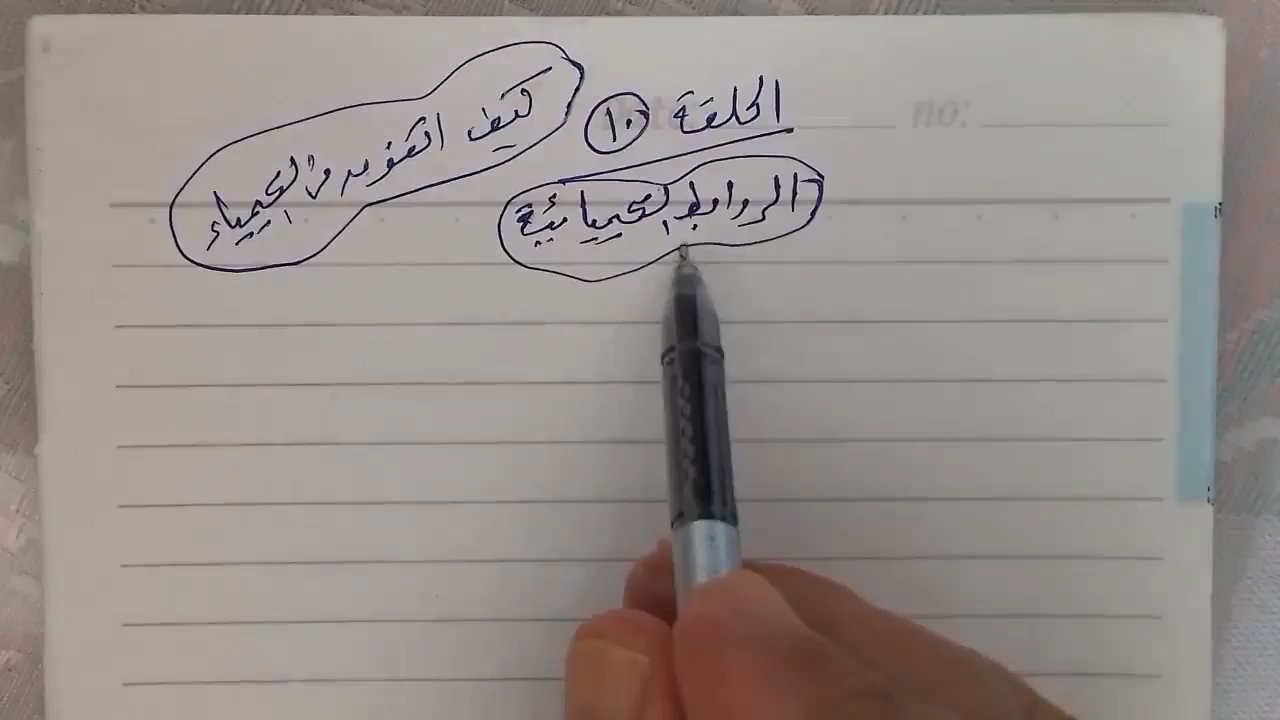 الحلقة ١٠
كيف اتفوق في الكيمياء
الروابط الكيميائية
no: